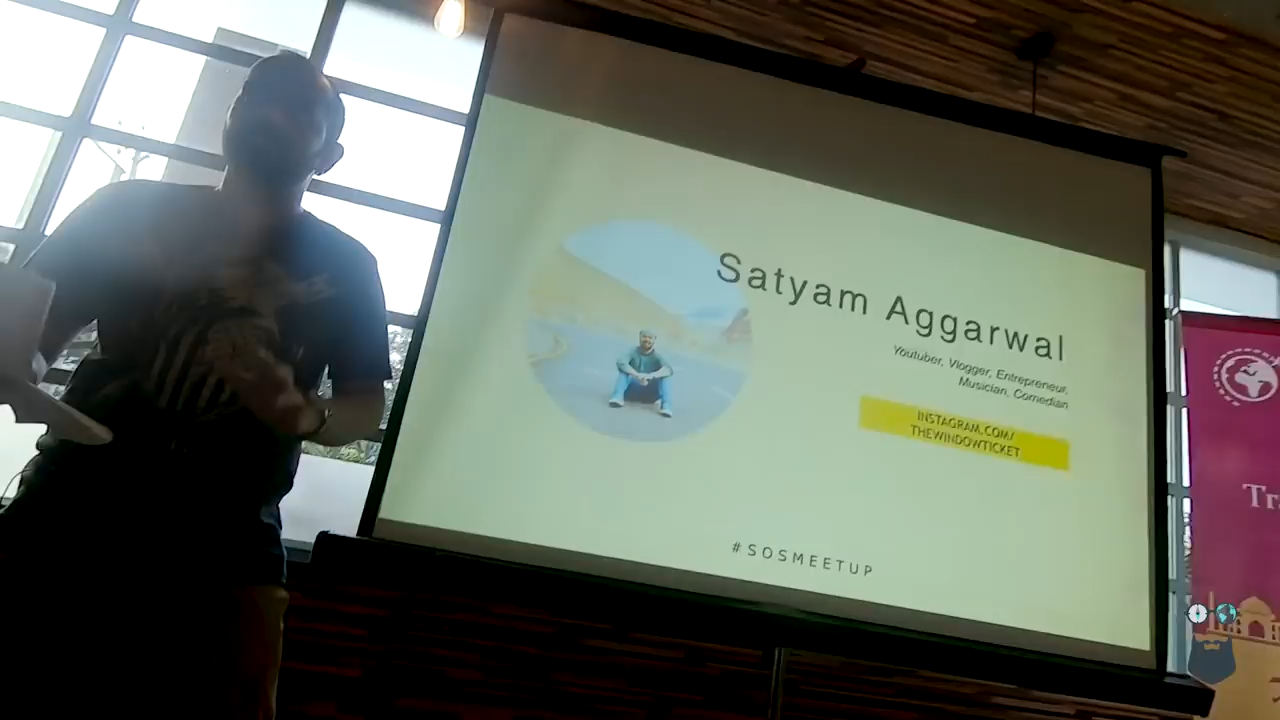 Satyam Aggarwal
Youtuber, Vlogger, Entrepreneur,
Musician, Comedian
INSTAGRAM.COM/
THEWINDOWTICKET
#SOSMEETUP